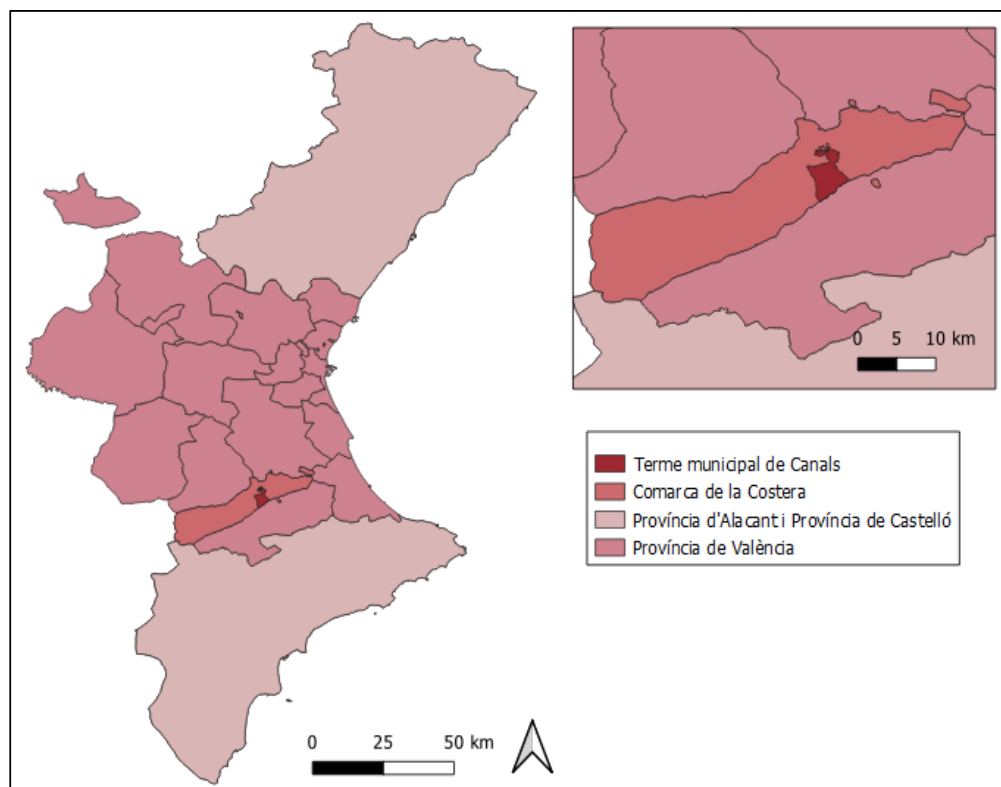 0 5 10 km
Terme municipal de Canals
Comarca de la Costera
Província d'Alacant i Província de Castelló
Província de València
0 25 50 km